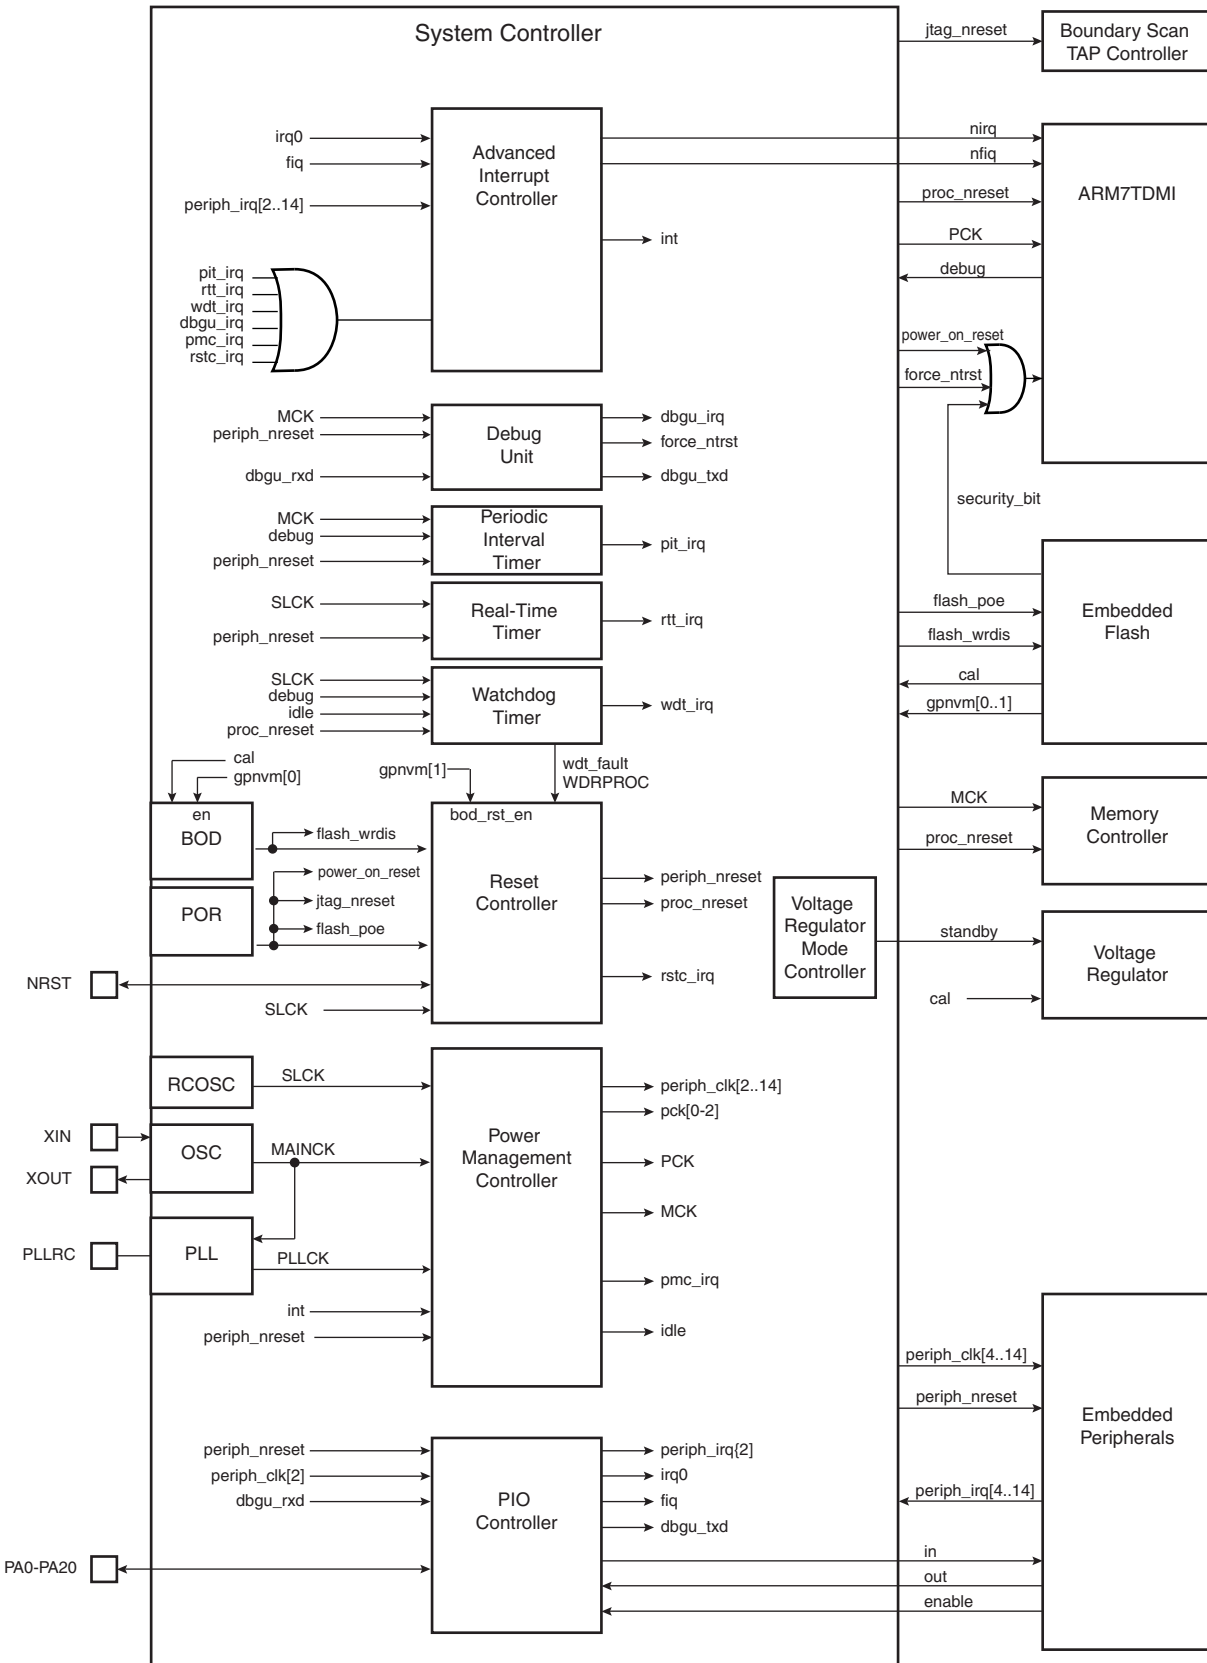 System Controller
jtag_nreset
Boundary Scan
TAP Controller
irq0
fiq
periph_irq[2..14]
Advanced
Interrupt
Controller
int
nirq
nfiq
proc_nreset
PCK
debug
ARM7TDMI
pit_irq
rtt_irq
wdt_irq
dbgu_irq
pmc_irq
rstc_irq
power_on_reset
force_ntrst
security_bit
MCK
periph_nreset
dbgu_rxd
Debug
Unit
dbgu_irq
force_ntrst
dbgu_txd
MCK
debug
periph_nreset
Periodic
Interval
Timer
pit_irq
SLCK
periph_nreset
Real-Time
Timer
rtt_irq
flash_poe
flash_wrdis
cal
gpnvm[0..1]
Embedded
Flash
SLCK
debug
idle
proc_nreset
Watchdog
Timer
wdt_irq
cal
gpnvm[0]
gpnvm[1]
wdt_fault
WDRPROC
en
BOD
flash_wrdis
power_on_reset
jtag_nreset
flash_poe
POR
bod_rst_en
Reset
Controller
periph_nreset
proc_nreset
rstc_irq
NRST
SLCK
MCK
proc_nreset
Memory
Controller
Voltage
Regulator
Mode
Controller
standby
cal
Voltage
Regulator
RCOSC
SLCK
XIN
XOUT
OSC
MAINCK
PLLRC
PLL
PLLCK
int
periph_nreset
Power
Management
Controller
periph_clk[2..14]
pck[0-2]
PCK
MCK
pmc_irq
idle
periph_clk[4..14]
periph_nreset
periph_irq[4..14]
in
out
enable
Embedded
Peripherals
periph_nreset
periph_clk[2]
dbgu_rxd
PA0-PA20
PIO
Controller
periph_irq{2]
irq0
fiq
dbgu_txd